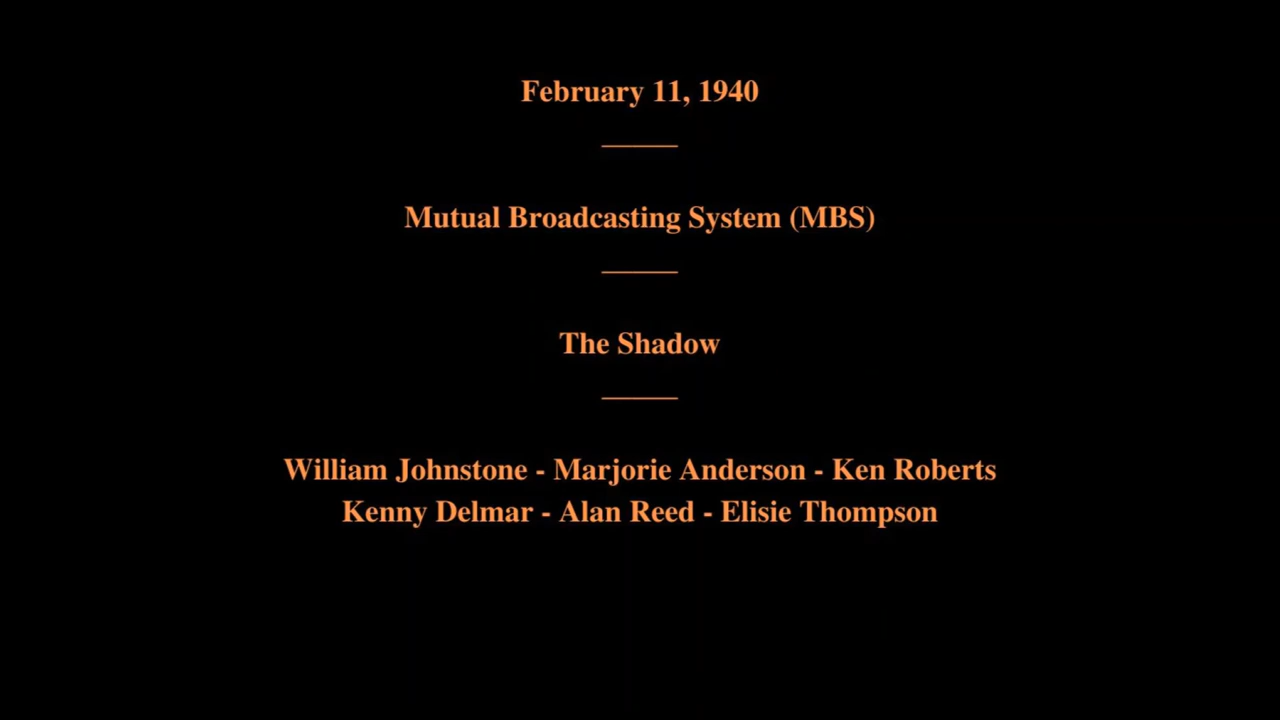 February 11, 1940
Mutual Broadcasting System (MBS)
The Shadow
William Johnstone - Marjorie Anderson - Ken Roberts
Kenny Delmar - Alan Reed - Elisie Thompson